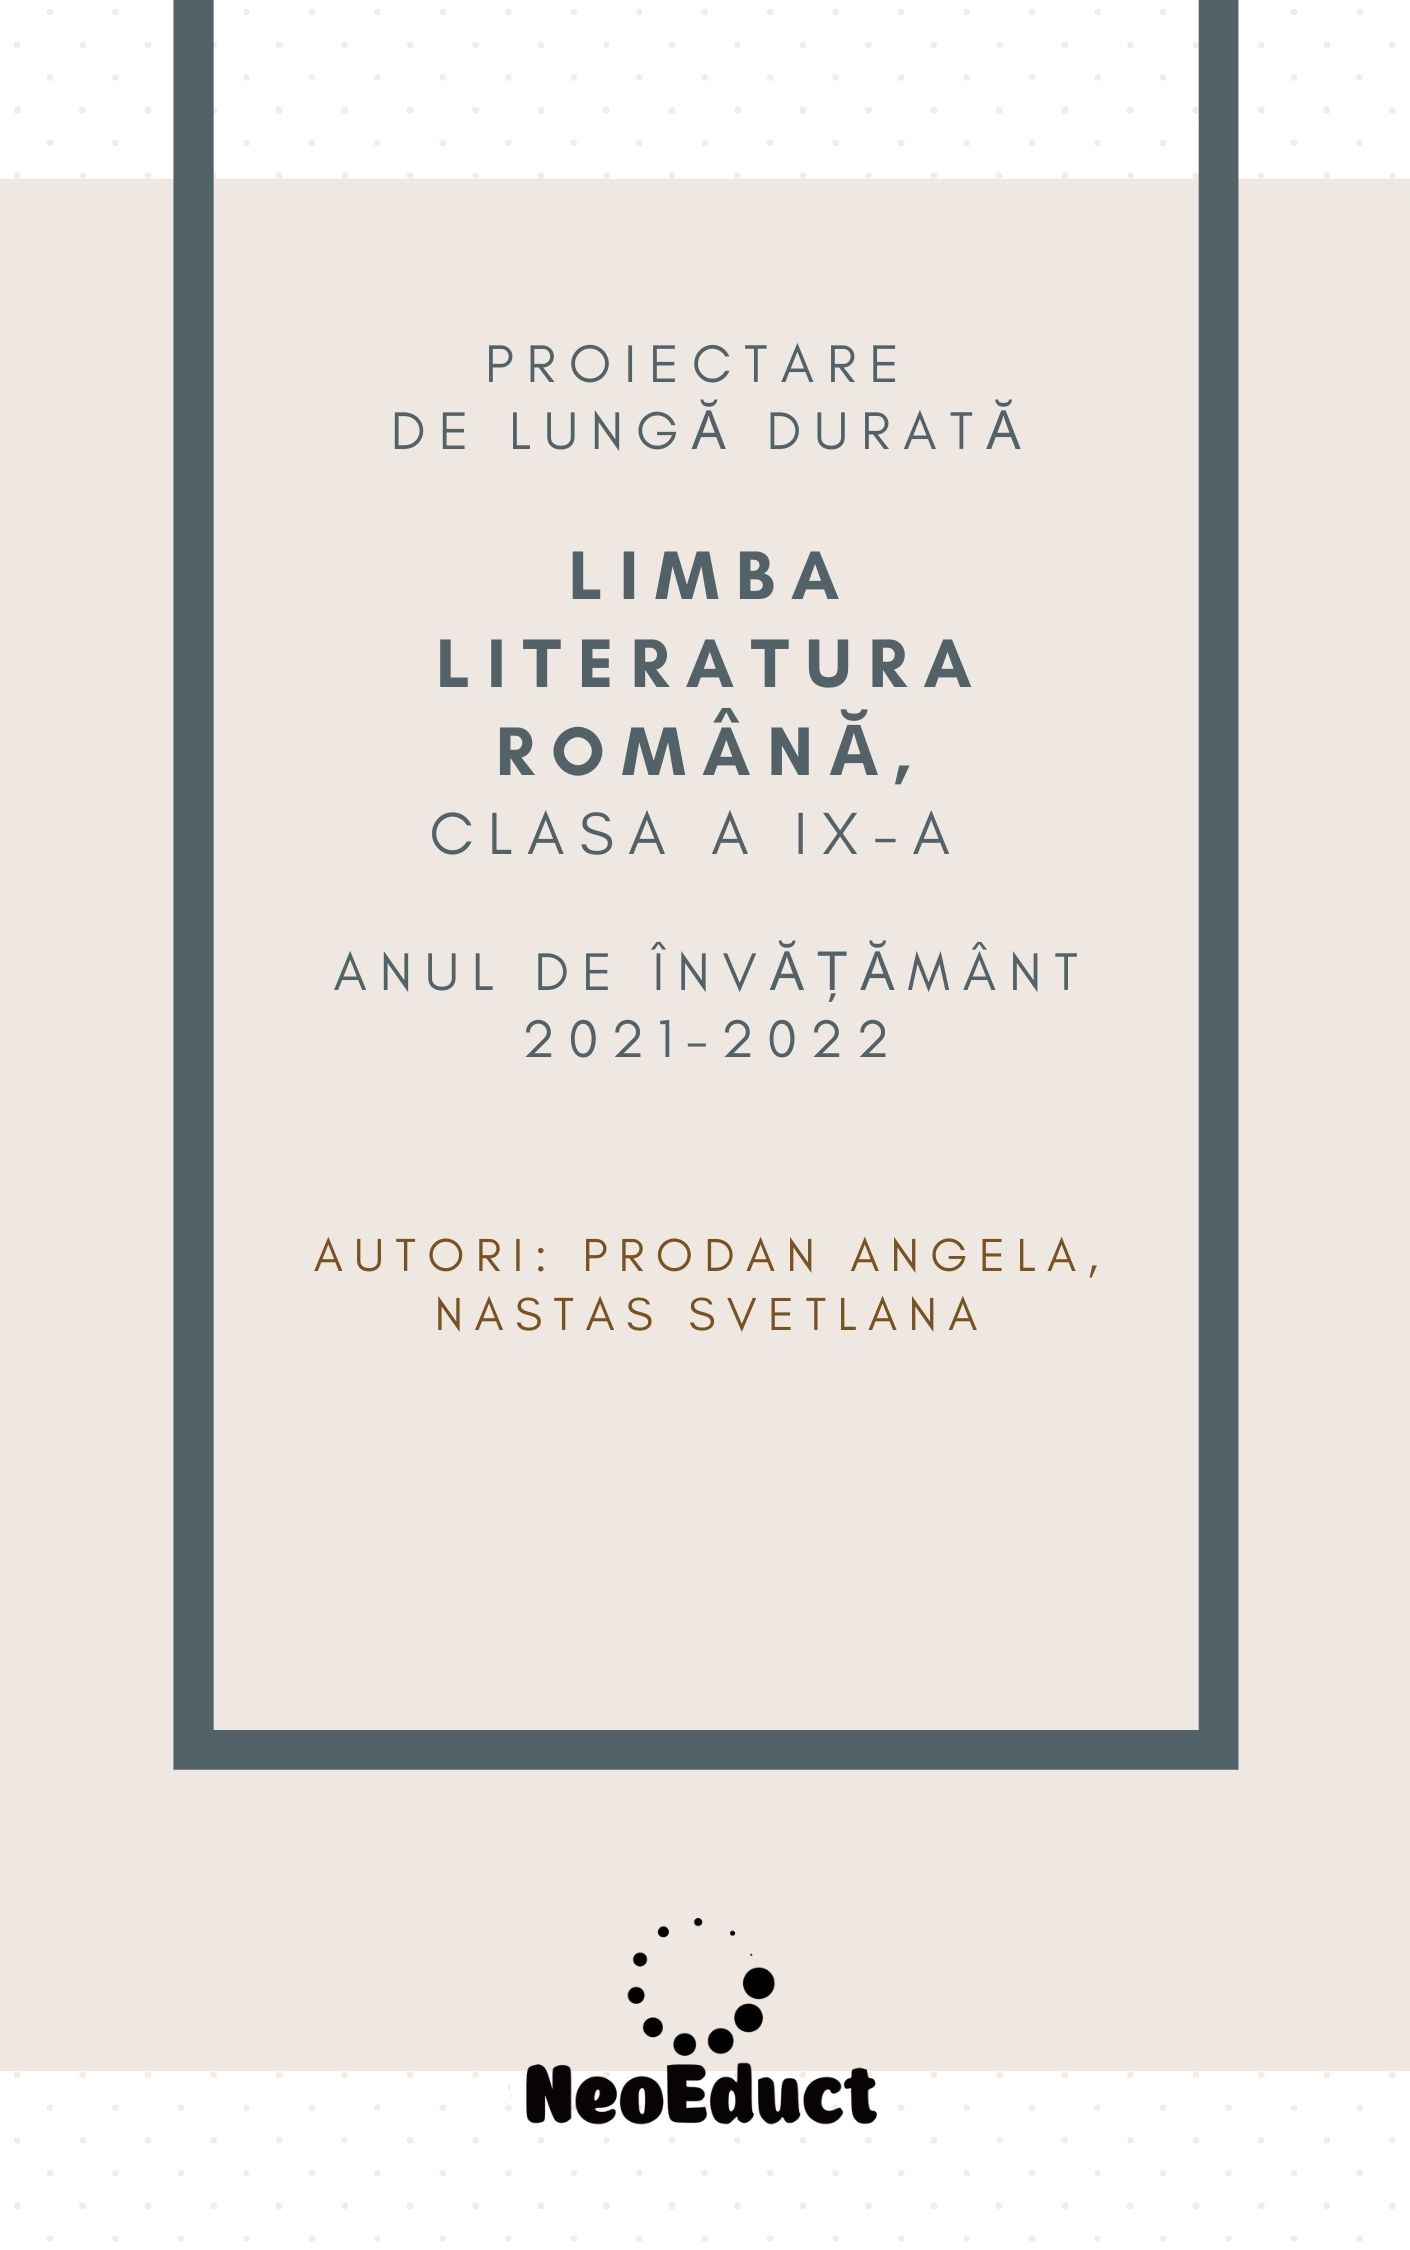 PROIECTARE
DE LUNGĂ DURATĂ
LIMBA
LITERATURA
ROMÂNĂ,
CLASA A IX-A
ANUL DE ÎNVĂȚĂMÂNT
2021-2022
AUTORI: PRODAN ANGELA,
NASTAS SVETLANA
NeoEduct